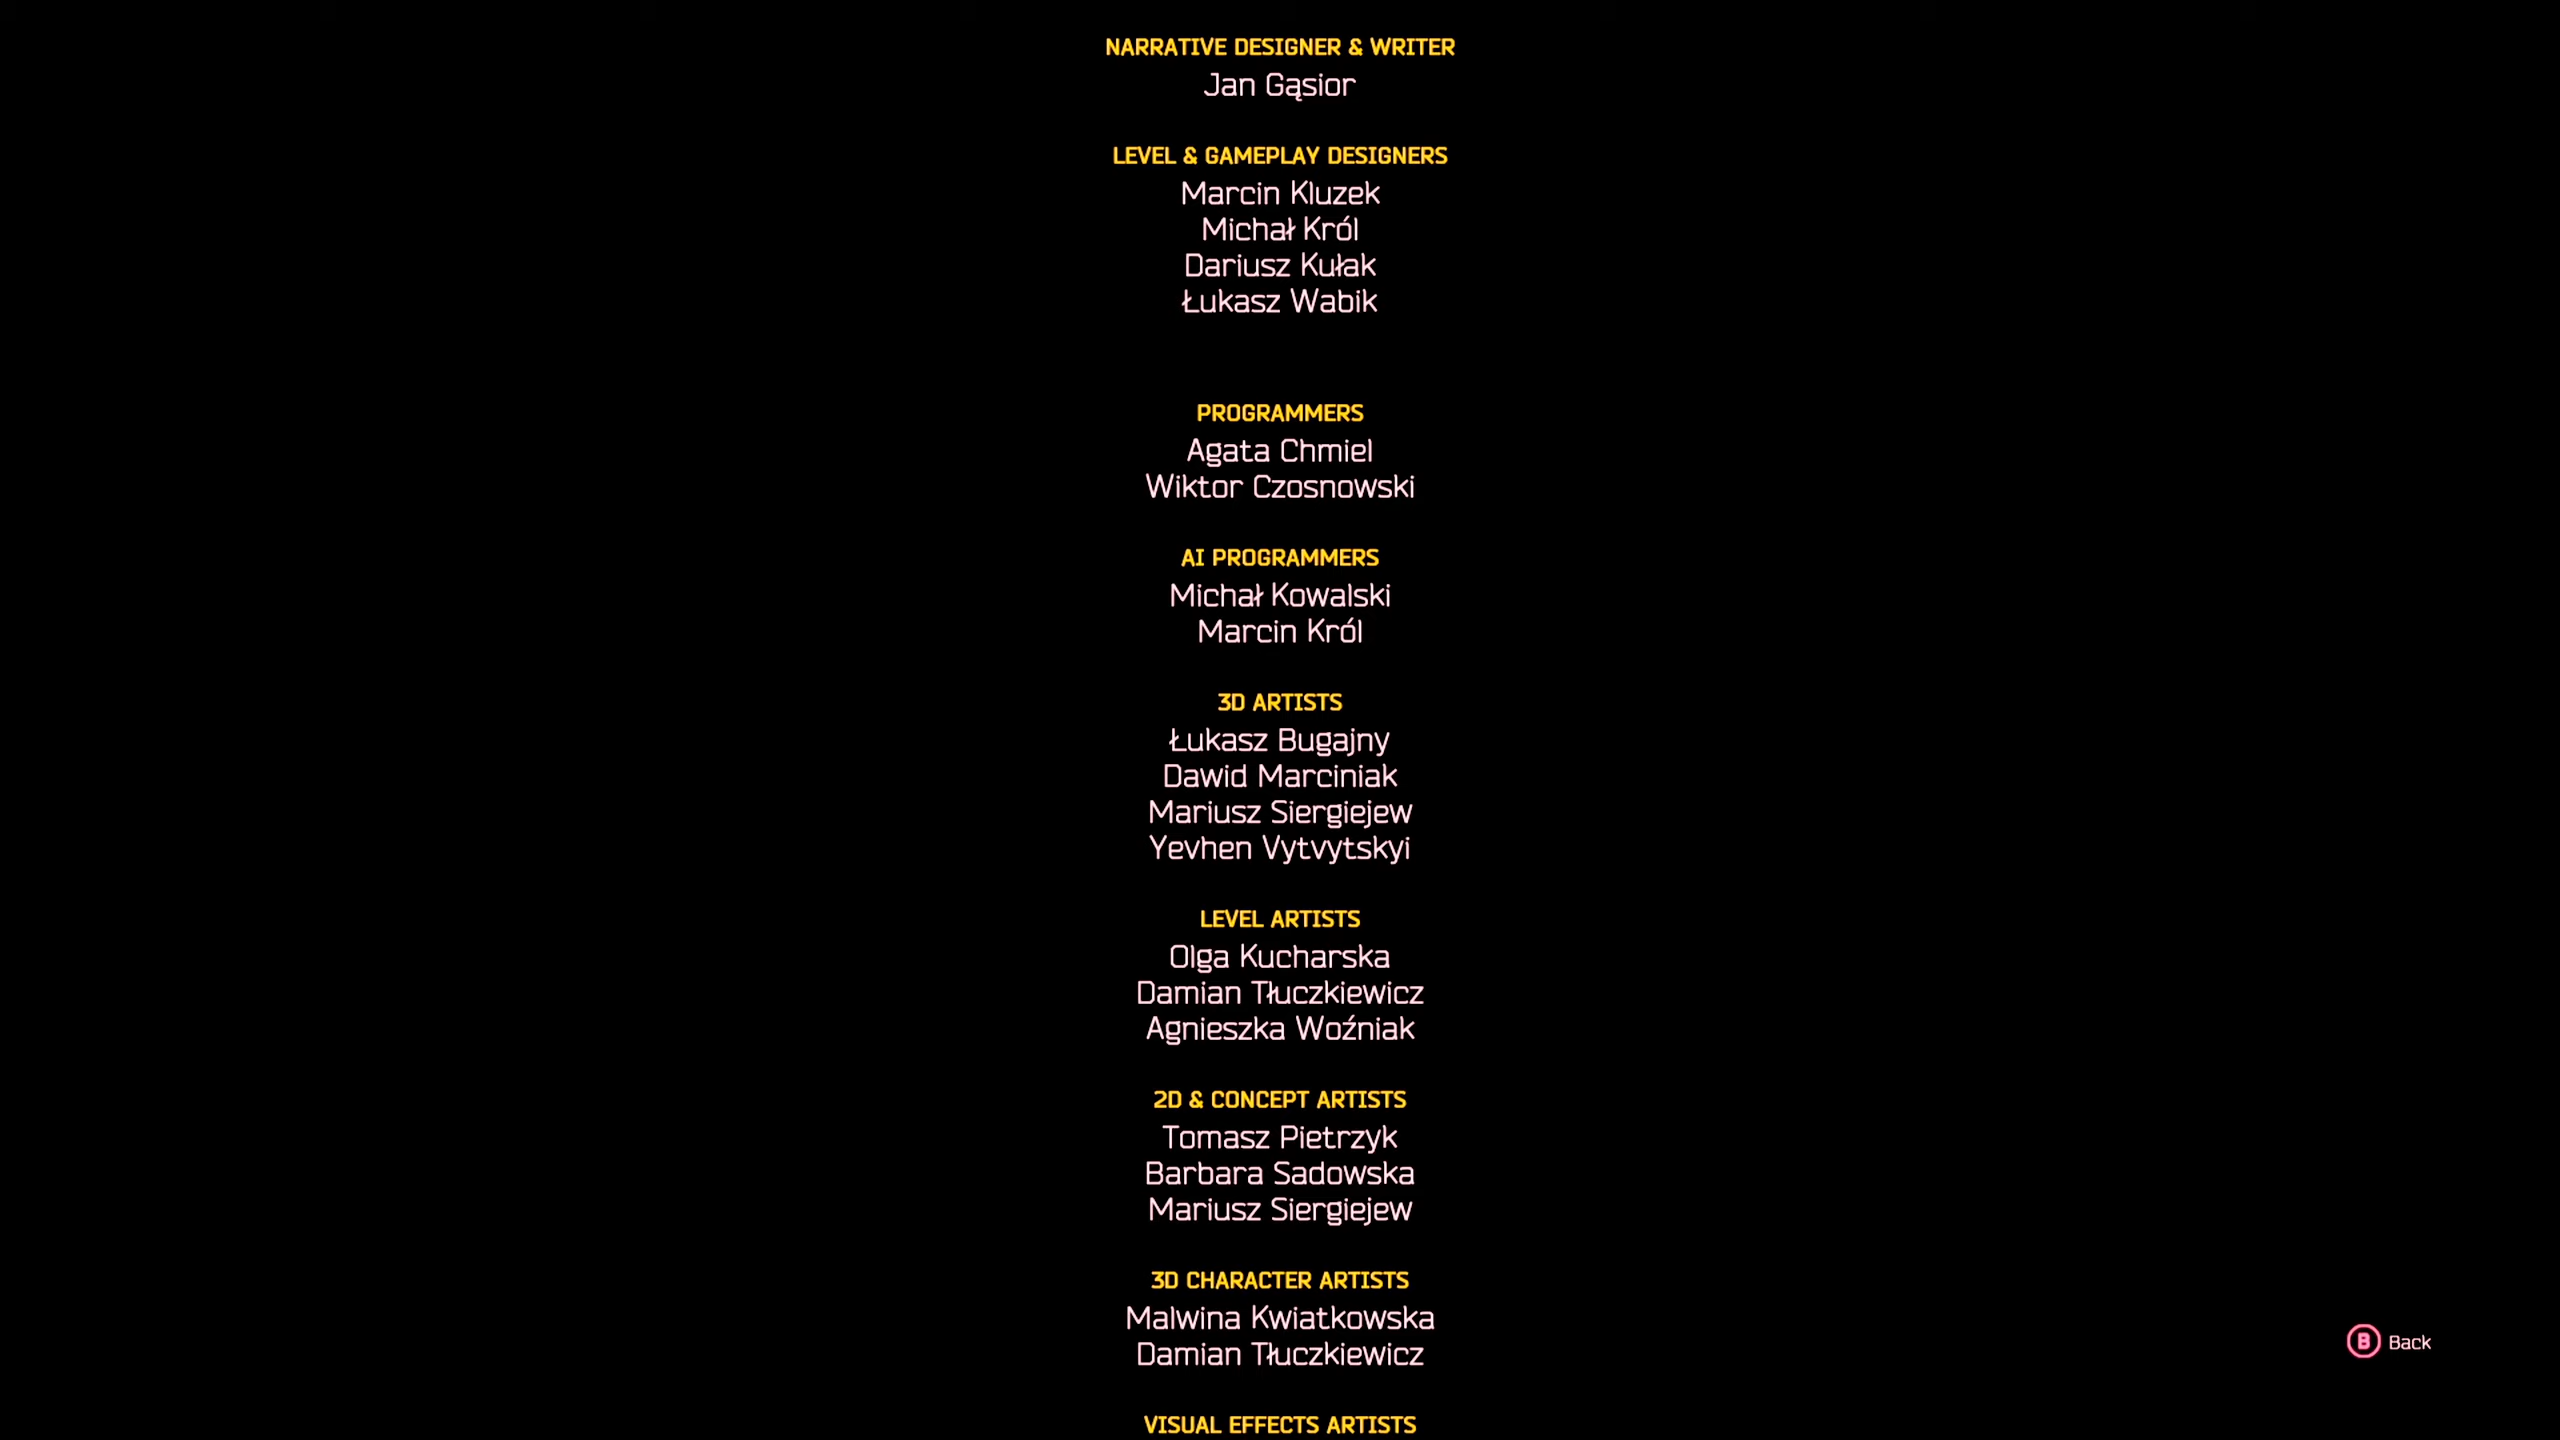 NARRATIVE DESIGNER & WRITER
Jan Gąsior
LEVEL & GAMEPLAY DESIGNERS
Marcin Kluzek
Michał Król
Dariusz Kułak
Łukasz Wabik
PROGRAMMERS
Agata Chmiel
Wiktor Czosnowski
AI PROGRAMMERS
Michał Kowalski
Marcin Król
3D ARTISTS
Łukasz Bugajny
Dawid Marciniak
Mariusz Siergiejew
Yevhen Vytvytskyi
LEVEL ARTISTS
Olga Kucharska
Damian Tłuczkiewicz
Agnieszka Woźniak
2D & CONCEPT ARTISTS
Tomasz Pietrzyk
Barbara Sadowska
Mariusz Siergiejew
3D CHARACTER ARTISTS
Malwina Kwiatkowska
Damian Tłuczkiewicz
B Back
VISUAL EFFECTS ARTISTS